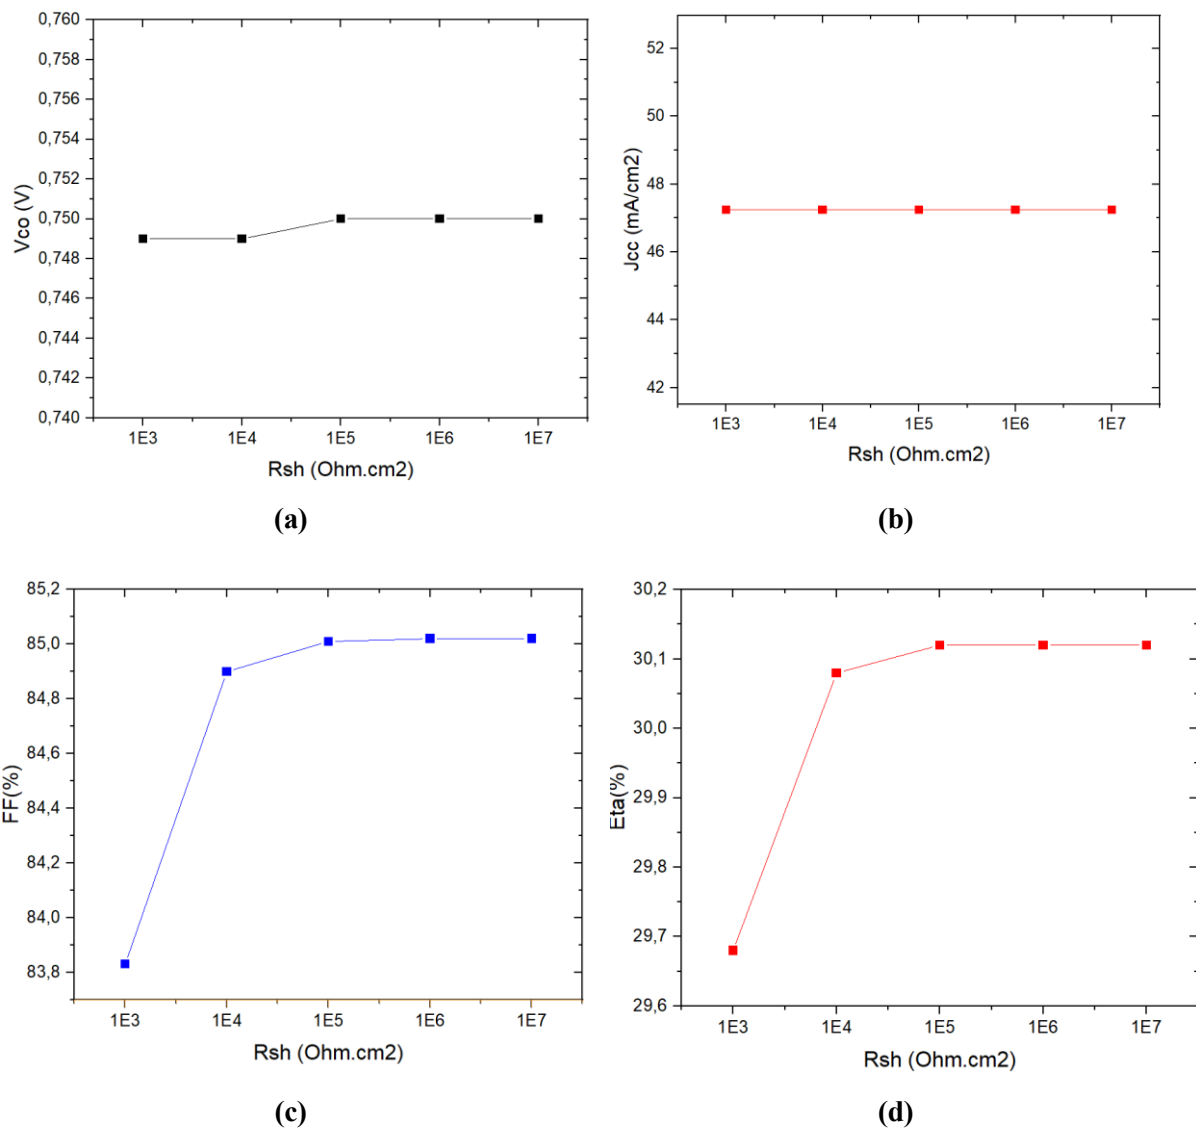 0,760
0,758
0,756
0,754
0,752
0,750
0,748
0,746
0,744
0,742
0,740
Vco (V)
1E3 1E4 1E5 1E6 1E7
Rsh (Ohm.cm2)
(a)
52
50
48
46
44
42
Jcc (mA/cm2)
1E3 1E4 1E5 1E6 1E7
Rsh (Ohm.cm2)
(b)
85,2
85,0
84,8
84,6
84,4
84,2
84,0
83,8
FF(%)
1E3 1E4 1E5 1E6 1E7
Rsh (Ohm.cm2)
(c)
30,2
30,1
30,0
29,9
29,8
29,7
29,6
Eta(%)
1E3 1E4 1E5 1E6 1E7
Rsh (Ohm.cm2)
(d)